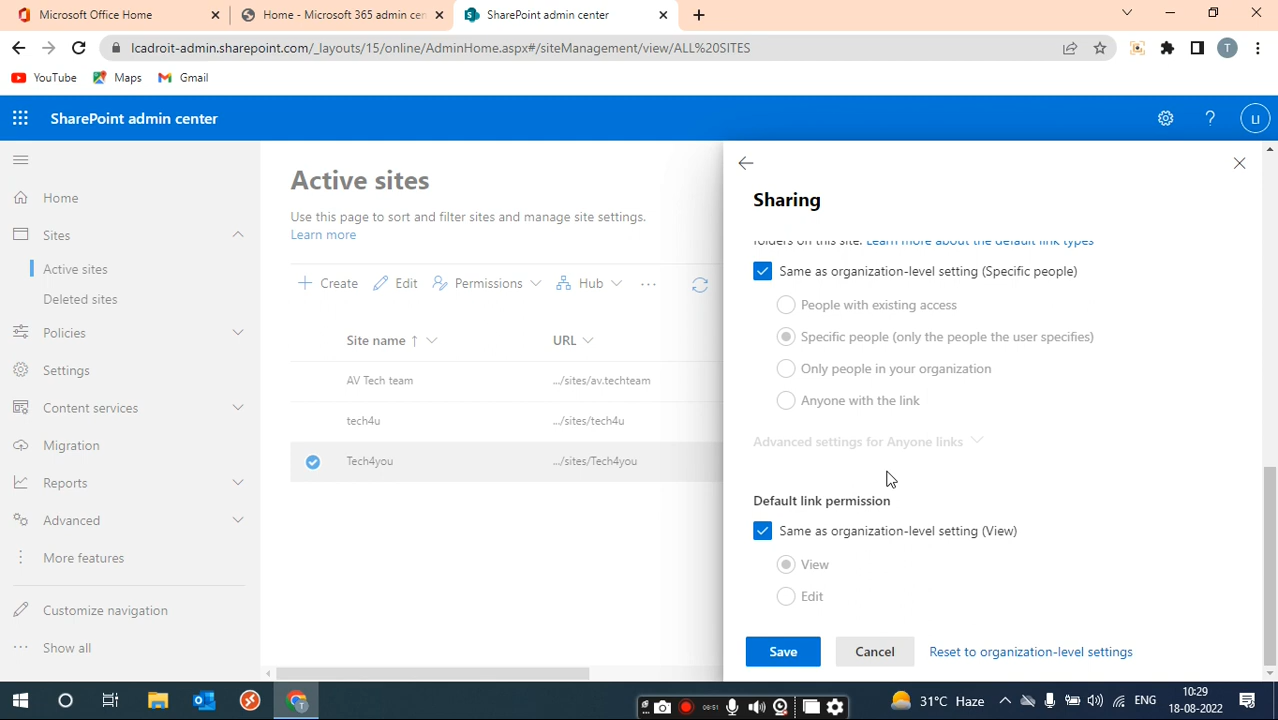 Microsoft Office Home
Home - Microsoft 365 admin cen
SharePoint admin center
lcadroit-admin.sharepoint.com/_layouts/15/online/AdminHome.aspx#/siteManagement/view/ALL%20SITES
T
YouTube
Maps
Gmail
SharePoint admin center
?
LI
Home
Sites
Active sites
Deleted sites
Policies
Settings
Content services
Migration
Reports
Advanced
More features
Customize navigation
Show all
Active sites
Use this page to sort and filter sites and manage site settings.
Learn more
Create
Edit
Permissions
Hub
Site name
URL
AV Tech team
.../sites/av.techteam
tech4u
.../sites/tech4u
Tech4you
.../sites/Tech4you
Sharing
folders on this site. Learn more about the default link types
Same as organization-level setting (Specific people)
People with existing access
Specific people (only the people the user specifies)
Only people in your organization
Anyone with the link
Advanced settings for Anyone links
Default link permission
Same as organization-level setting (View)
View
Edit
Save
Cancel
Reset to organization-level settings
08:51
31°C Haze
ENG
10:29
18-08-2022